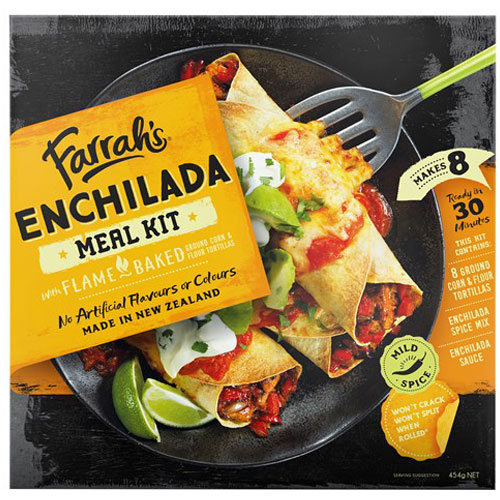 Farrah's®
ENCHILADA
MEAL KIT
with FLAME BAKED GROUND CORN &
FLOUR TORTILLAS
No Artificial Flavours or Colours
MADE IN NEW ZEALAND
MAKES 8
Ready in
30
Minutes
THIS KIT
CONTAINS:
8 GROUND
CORN & FLOUR
TORTILLAS
ENCHILADA
SPICE MIX
ENCHILADA
SAUCE
MILD
SPICE
WON'T CRACK
WON'T SPLIT
WHEN
ROLLED*
SERVING SUGGESTION
454g NET